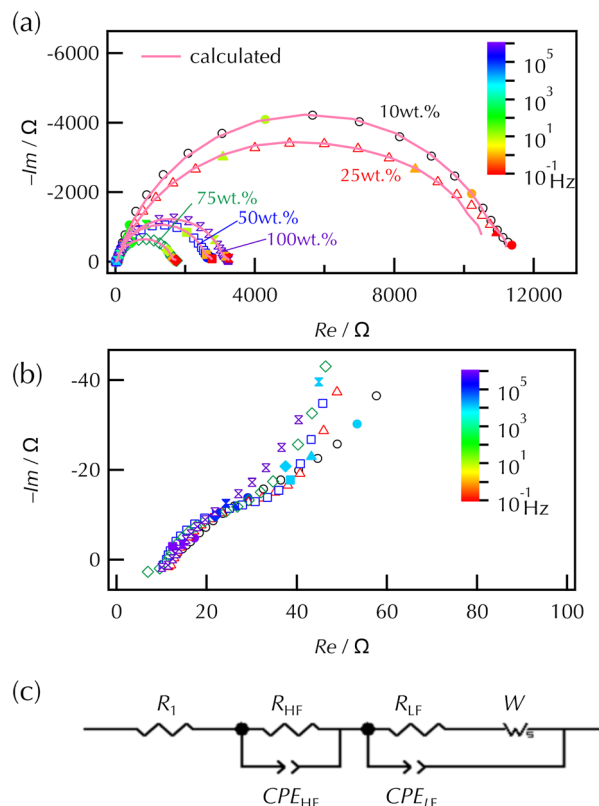 (a)
-6000
-4000
-2000
0
–Im / Ω
calculated
10wt.%
25wt.%
75wt.%
50wt.%
100wt.%
10^5
10^3
10^1
10^-1 Hz
0 4000 8000 12000
Re / Ω
(b)
-40
-20
0
–Im / Ω
10^5
10^3
10^1
10^-1 Hz
0 20 40 60 80 100
Re / Ω
(c)
R1 RHF RLF W
s
CPEHF CPELF